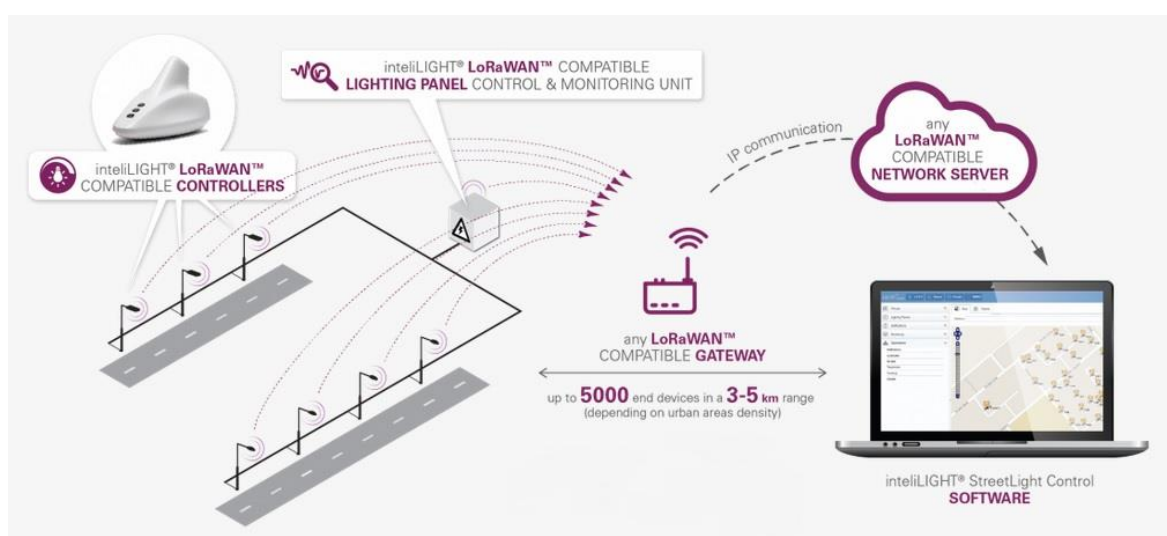 inteliLIGHT® LoRaWAN™
COMPATIBLE CONTROLLERS
inteliLIGHT® LoRaWAN™ COMPATIBLE
LIGHTING PANEL CONTROL & MONITORING UNIT
IP communication
any
LoRaWAN™
COMPATIBLE
NETWORK SERVER
any LoRaWAN™
COMPATIBLE GATEWAY
up to 5000 end devices in a 3-5 km range
(depending on urban areas density)
inteliLIGHT® StreetLight Control
SOFTWARE